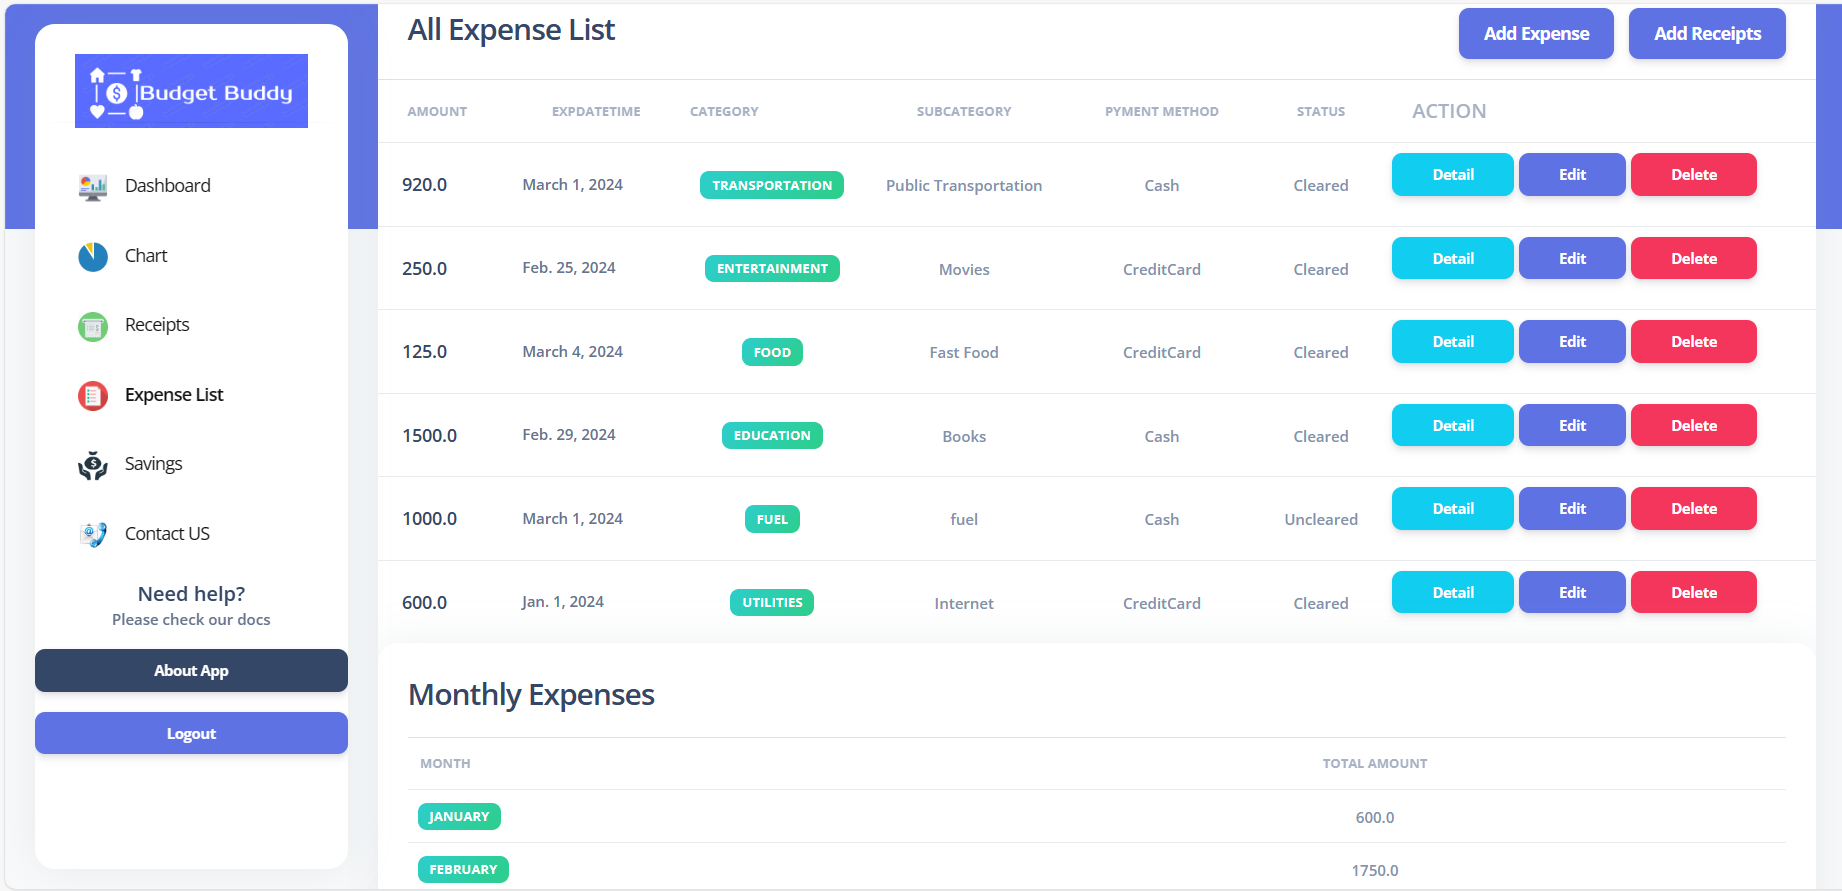 Budget Buddy
Dashboard
Chart
Receipts
Expense List
Savings
Contact US
Need help?
Please check our docs
About App
Logout
All Expense List
Add Expense Add Receipts
AMOUNT EXPDATETIME CATEGORY SUBCATEGORY PYMENT METHOD STATUS ACTION
920.0 March 1, 2024 TRANSPORTATION Public Transportation Cash Cleared Detail Edit Delete
250.0 Feb. 25, 2024 ENTERTAINMENT Movies CreditCard Cleared Detail Edit Delete
125.0 March 4, 2024 FOOD Fast Food CreditCard Cleared Detail Edit Delete
1500.0 Feb. 29, 2024 EDUCATION Books Cash Cleared Detail Edit Delete
1000.0 March 1, 2024 FUEL fuel Cash Uncleared Detail Edit Delete
600.0 Jan. 1, 2024 UTILITIES Internet CreditCard Cleared Detail Edit Delete
Monthly Expenses
MONTH TOTAL AMOUNT
JANUARY 600.0
FEBRUARY 1750.0